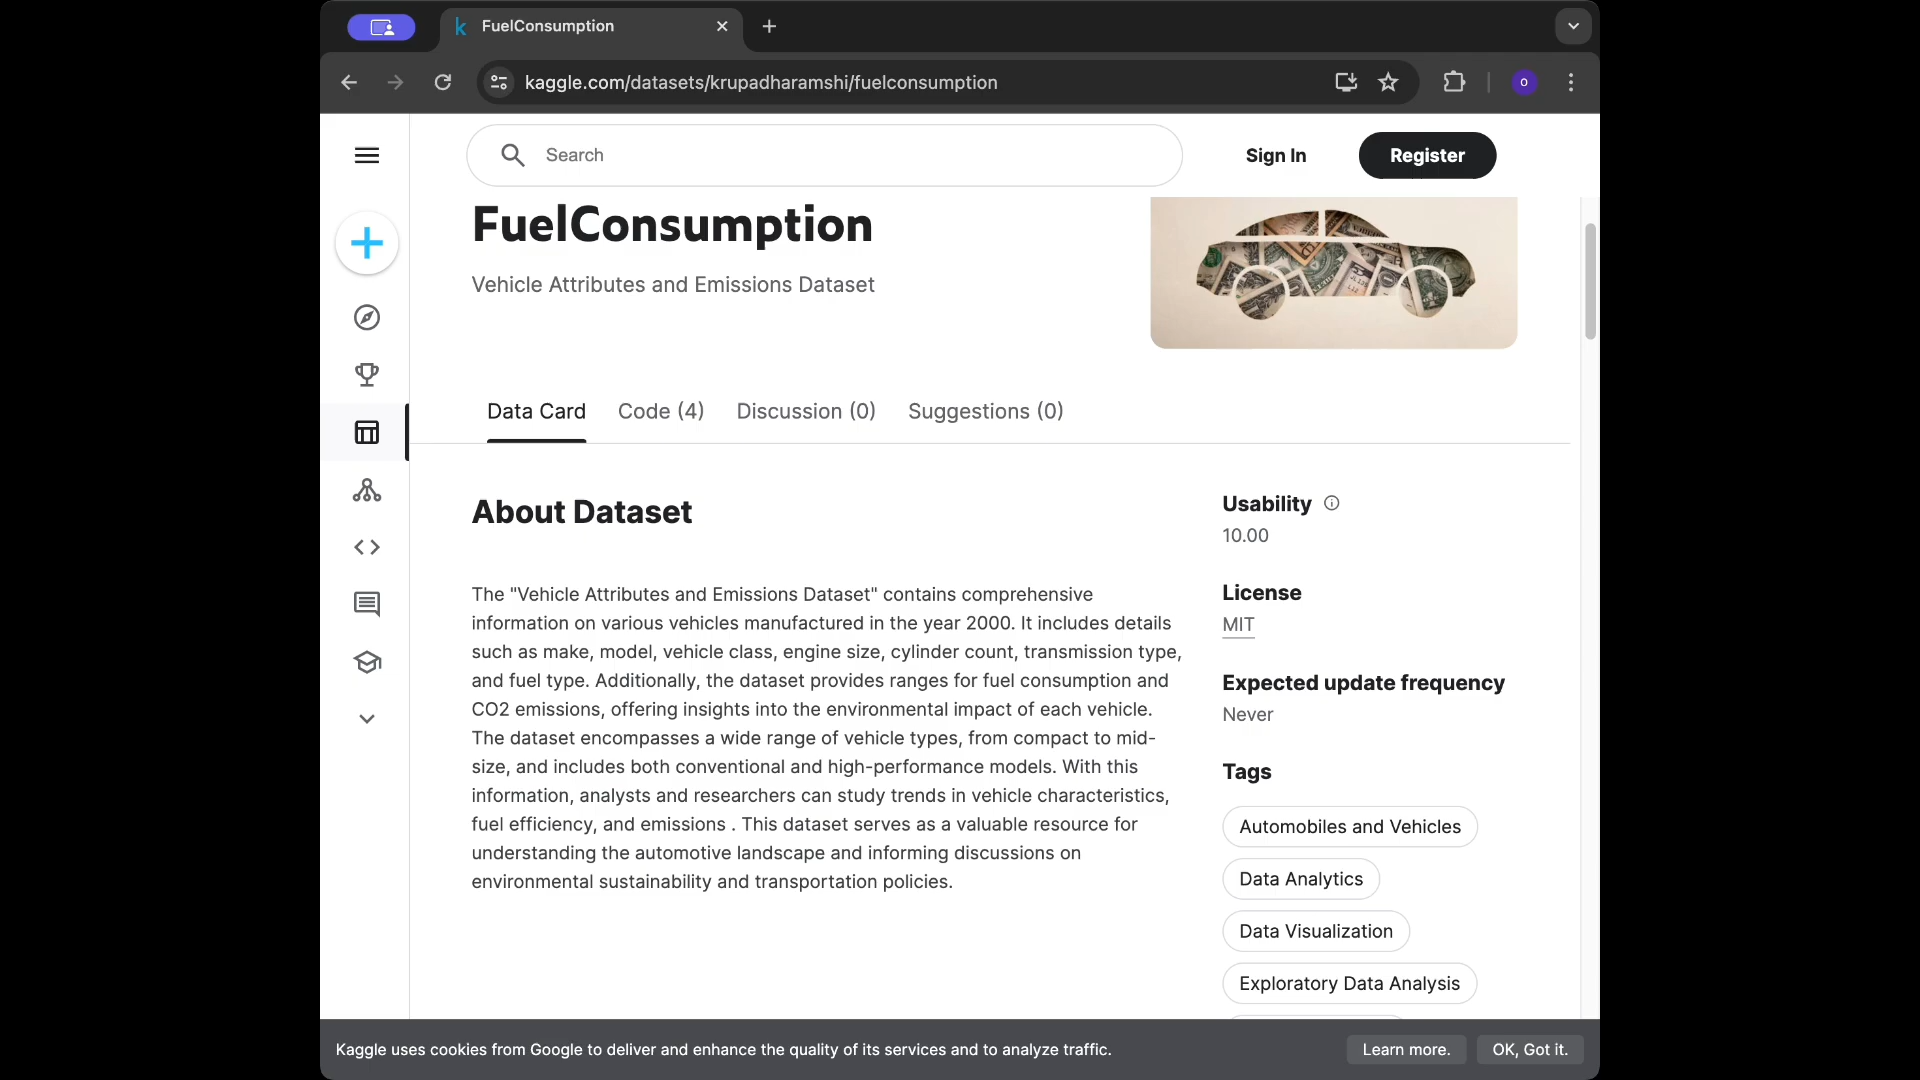 FuelConsumption
kaggle.com/datasets/krupadharamshi/fuelconsumption
O
Search
Sign In
Register
FuelConsumption
Vehicle Attributes and Emissions Dataset
Data Card
Code (4)
Discussion (0)
Suggestions (0)
About Dataset
The "Vehicle Attributes and Emissions Dataset" contains comprehensive
information on various vehicles manufactured in the year 2000. It includes details
such as make, model, vehicle class, engine size, cylinder count, transmission type,
and fuel type. Additionally, the dataset provides ranges for fuel consumption and
CO2 emissions, offering insights into the environmental impact of each vehicle.
The dataset encompasses a wide range of vehicle types, from compact to mid-
size, and includes both conventional and high-performance models. With this
information, analysts and researchers can study trends in vehicle characteristics,
fuel efficiency, and emissions . This dataset serves as a valuable resource for
understanding the automotive landscape and informing discussions on
environmental sustainability and transportation policies.
Usability
10.00
License
MIT
Expected update frequency
Never
Tags
Automobiles and Vehicles
Data Analytics
Data Visualization
Exploratory Data Analysis
Kaggle uses cookies from Google to deliver and enhance the quality of its services and to analyze traffic.
Learn more.
OK, Got it.